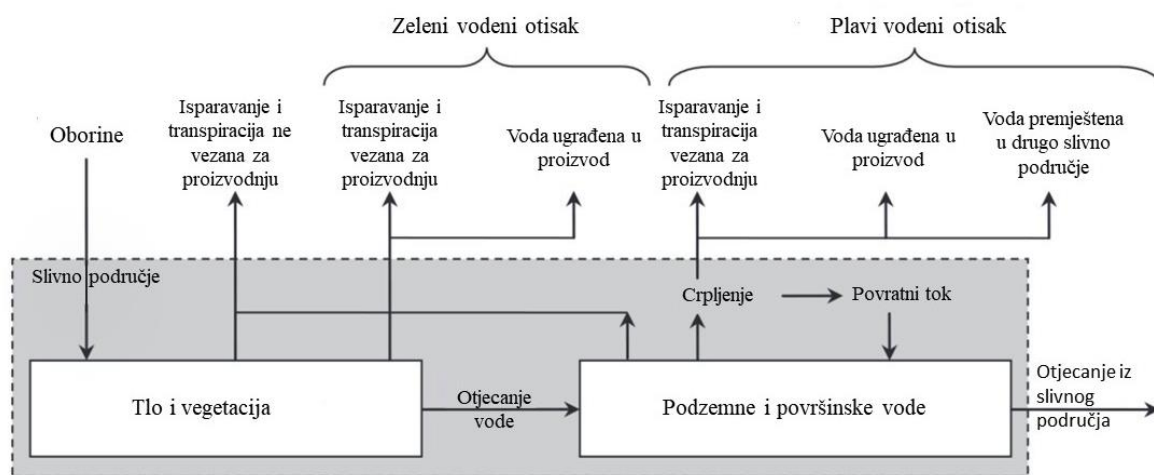 Zeleni vodeni otisak
Plavi vodeni otisak
Oborine
Isparavanje i
transpiracija ne
vezana za
proizvodnju
Isparavanje i
transpiracija
vezana za
proizvodnju
Voda ugrađena u
proizvod
Isparavanje i
transpiracija
vezana za
proizvodnju
Voda ugrađena u
proizvod
Voda premještena
u drugo slivno
područje
Slivno područje
Crpljenje
Povratni tok
Tlo i vegetacija
Otjecanje
vode
Podzemne i površinske vode
Otjecanje iz
slivnog
područja